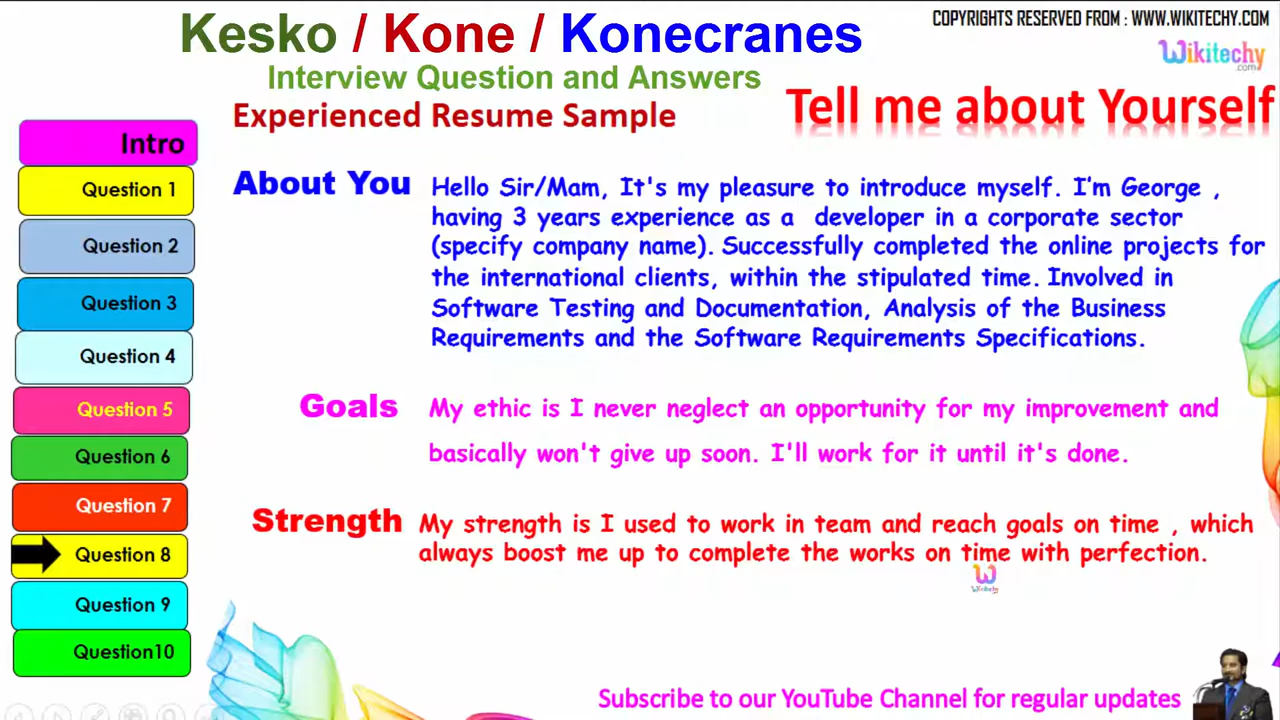 Kesko / Kone / Konecranes
COPYRIGHTS RESERVED FROM : WWW.WIKITECHY.COM
Wikitechy
.com
Interview Question and Answers
Experienced Resume Sample
Tell me about Yourself
Intro
Question 1
Question 2
Question 3
Question 4
Question 5
Question 6
Question 7
Question 8
Question 9
Question10
About You
Hello Sir/Mam, It's my pleasure to introduce myself. I'm George ,
having 3 years experience as a developer in a corporate sector
(specify company name). Successfully completed the online projects for
the international clients, within the stipulated time. Involved in
Software Testing and Documentation, Analysis of the Business
Requirements and the Software Requirements Specifications.
Goals
My ethic is I never neglect an opportunity for my improvement and
basically won't give up soon. I'll work for it until it's done.
Strength
My strength is I used to work in team and reach goals on time , which
always boost me up to complete the works on time with perfection.
Wikitechy
Subscribe to our YouTube Channel for regular updates